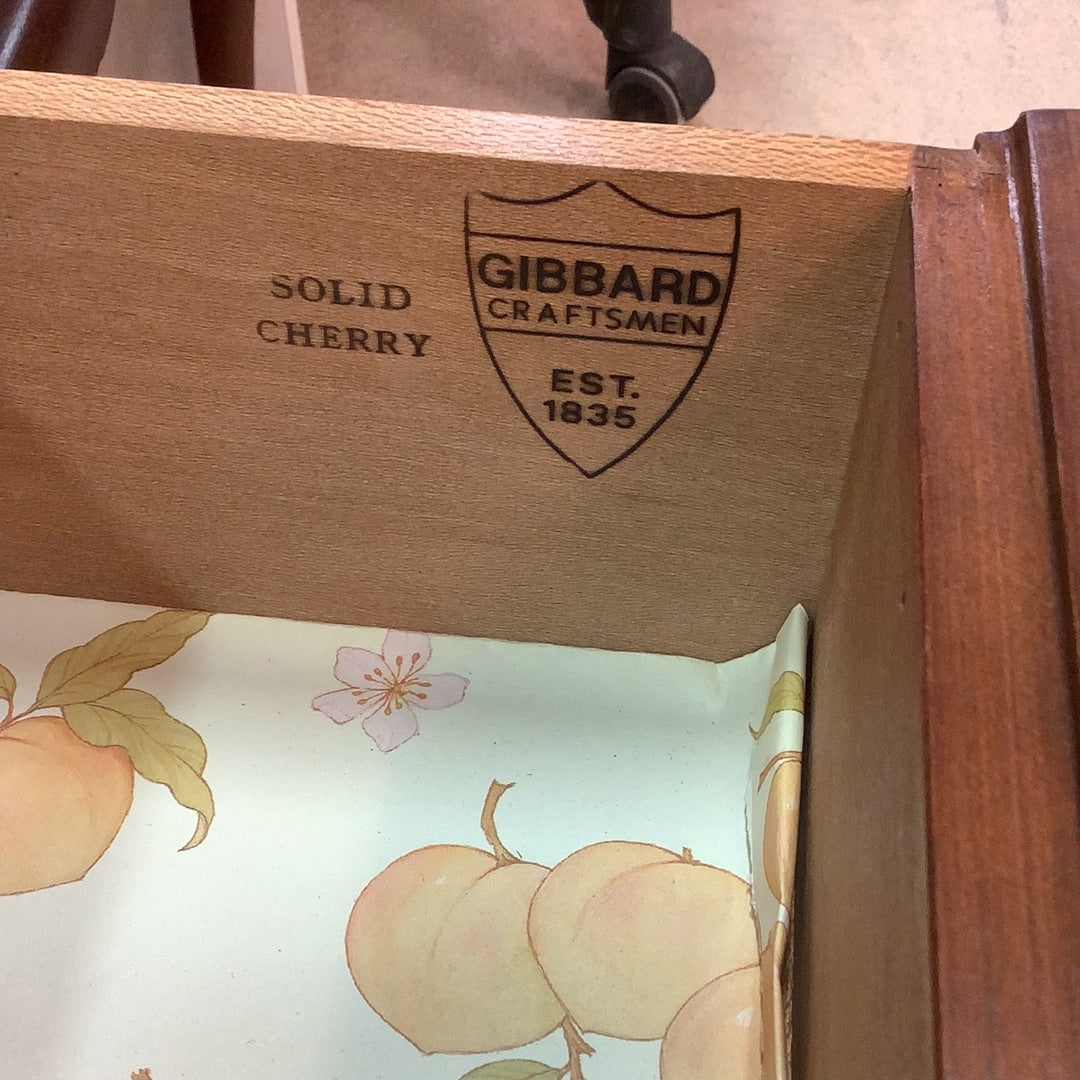 SOLID
CHERRY
GIBBARD
CRAFTSMEN
EST.
1835